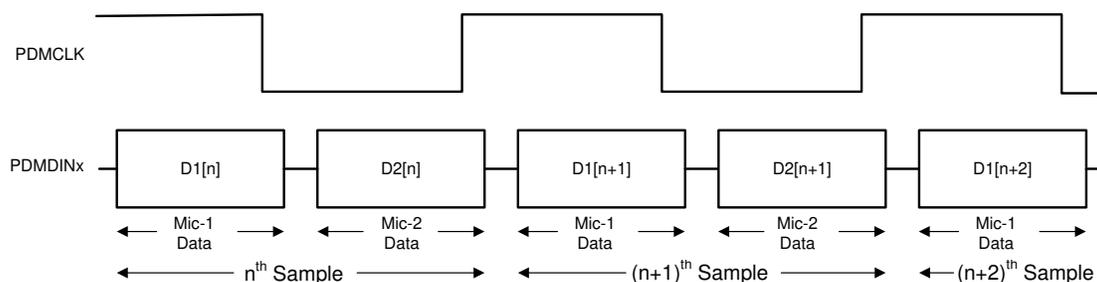 PDMCLK
PDMDINx
D1[n]
D2[n]
D1[n+1]
D2[n+1]
D1[n+2]
Mic-1
Data
Mic-2
Data
Mic-1
Data
Mic-2
Data
Mic-1
Data
nth Sample
(n+1)th Sample
(n+2)th Sample